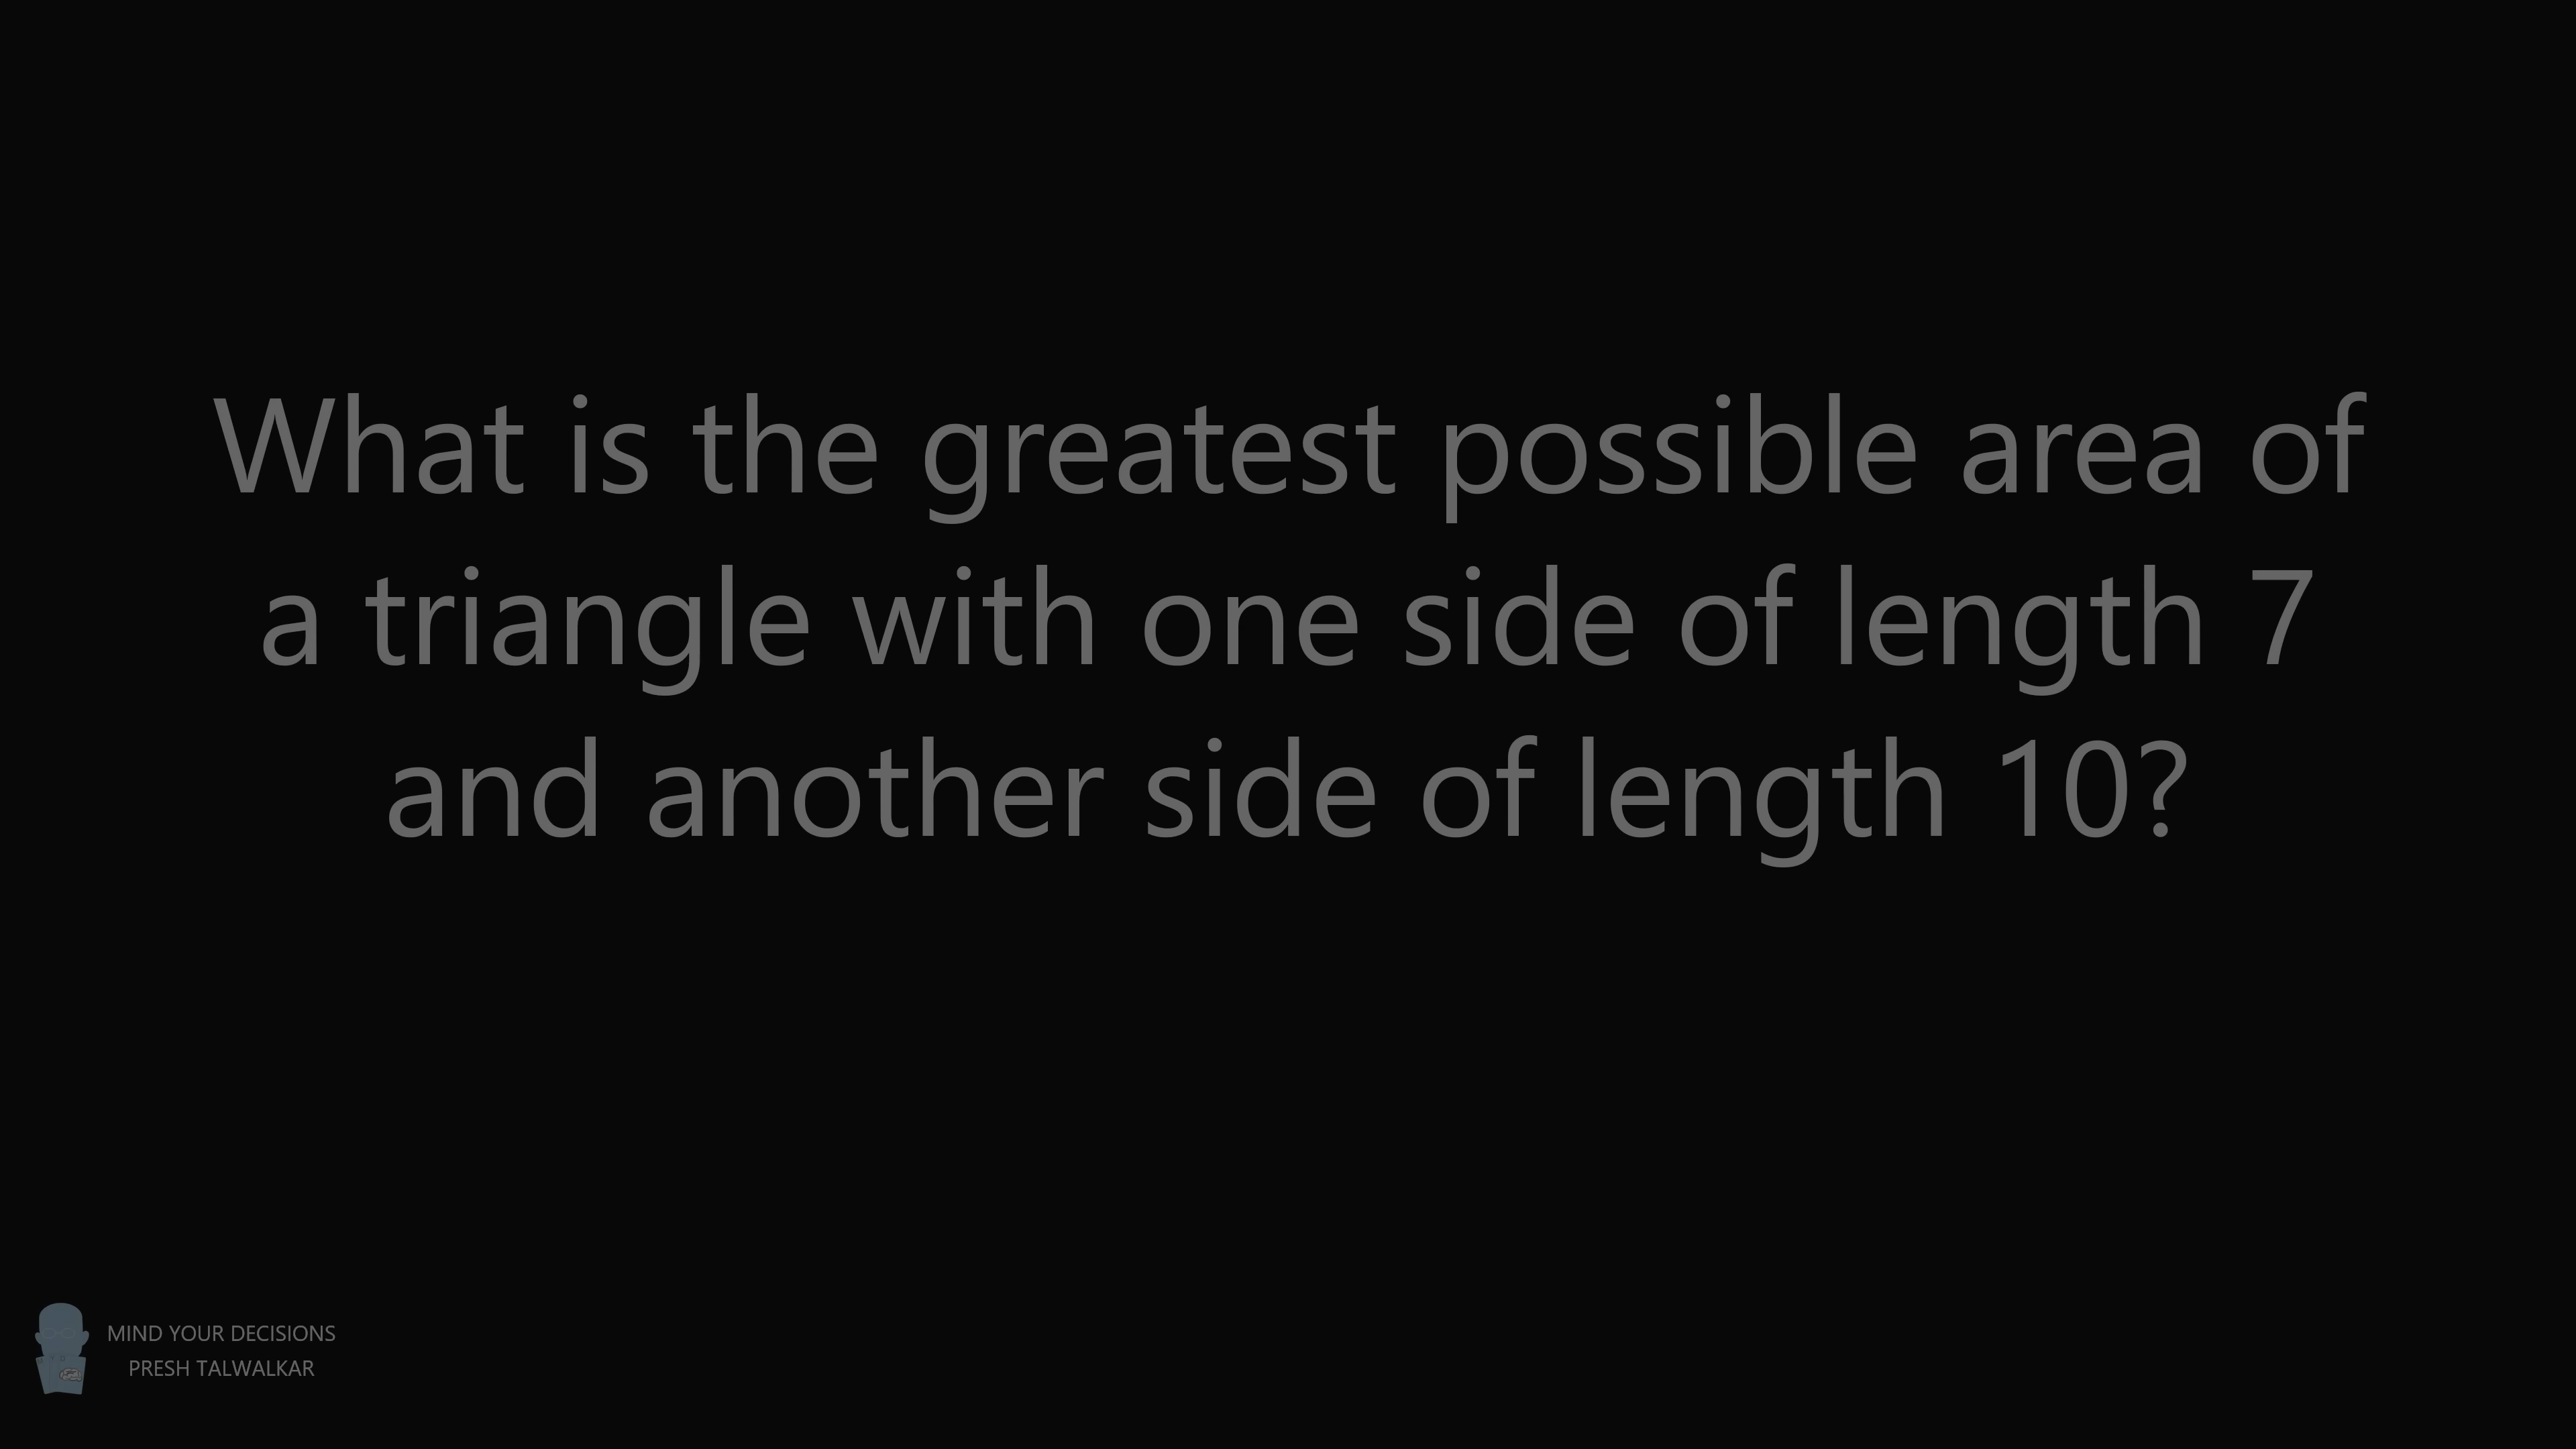 What is the greatest possible area of
a triangle with one side of length 7
and another side of length 10?
MIND YOUR DECISIONS
PRESH TALWALKAR